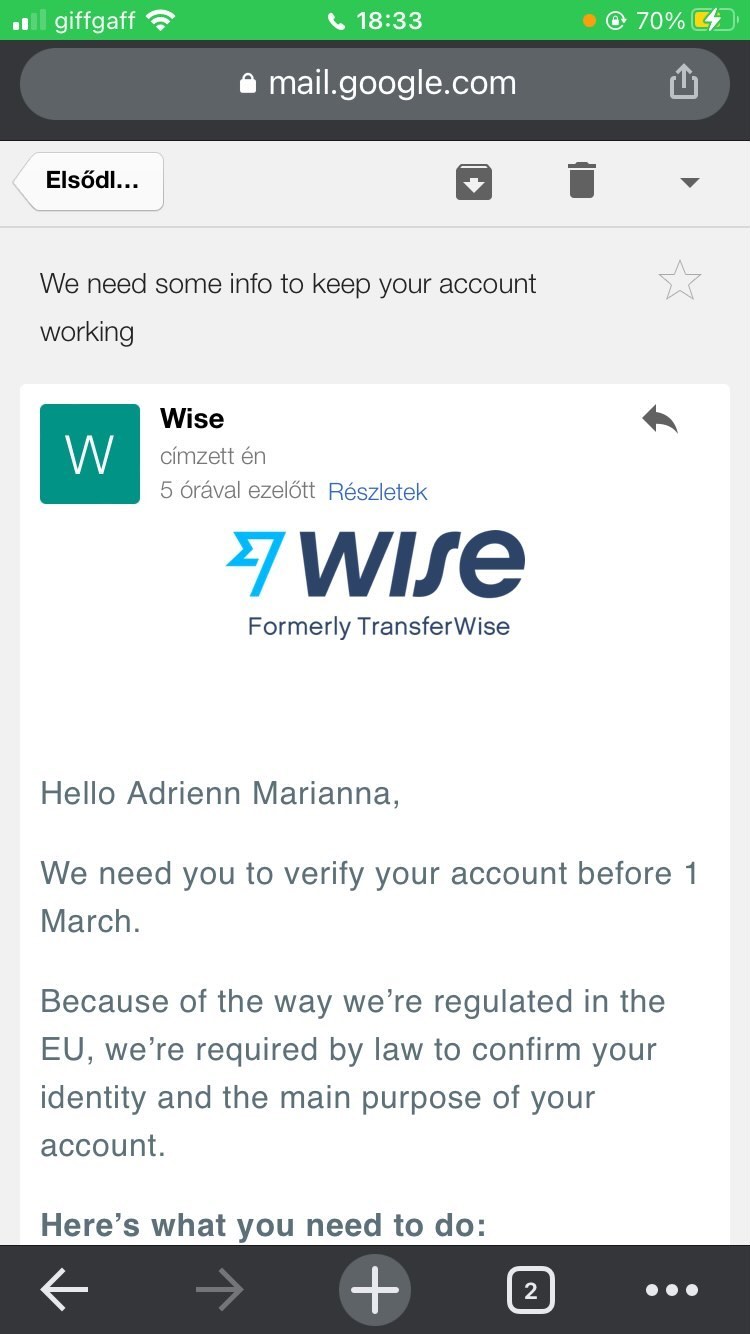 giffgaff 18:33 70%
mail.google.com
Elsődl...
We need some info to keep your account
working
W
Wise
címzett én
5 órával ezelőtt Részletek
WISE
Formerly TransferWise
Hello Adrienn Marianna,
We need you to verify your account before 1
March.
Because of the way we’re regulated in the
EU, we’re required by law to confirm your
identity and the main purpose of your
account.
Here’s what you need to do:
2